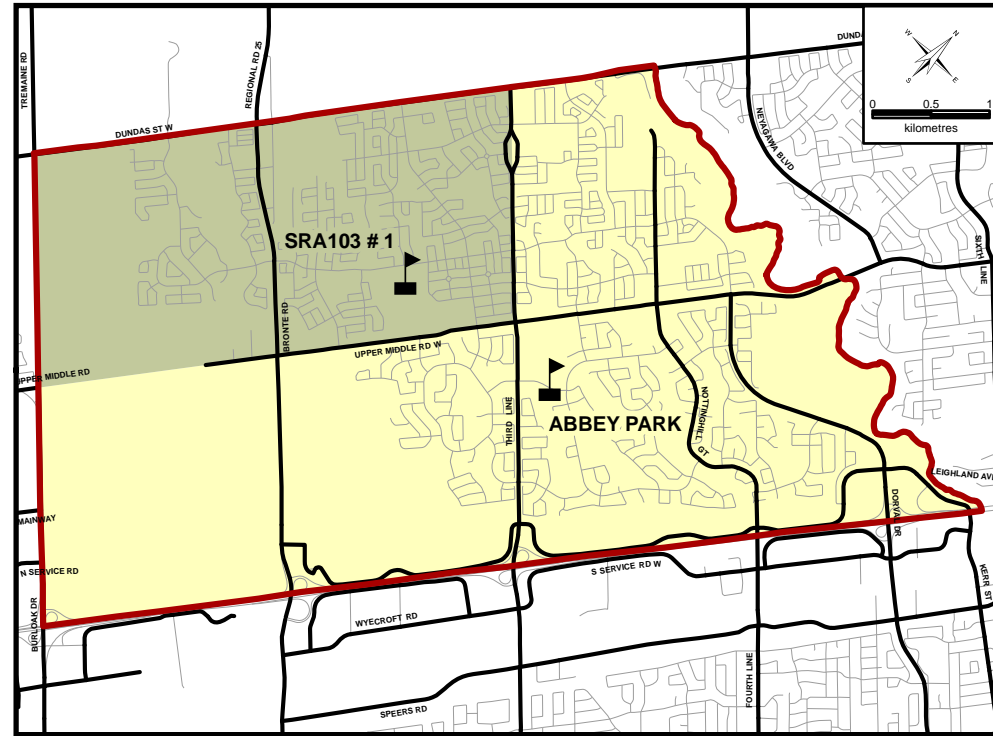 TREMAINE RD
REGIONAL RD 25
DUNDAS ST W
DUNDA
NEYAGAWA BLVD
W
N
S
E
0 0.5 1
kilometres
SIXTH LINE
SRA103 # 1
BRONTE RD
UPPER MIDDLE RD W
UPPER MIDDLE RD
THIRD LINE
ABBEY PARK
NOTTINGHILL GT
LEIGHLAND AVE
DORVAL DR
MAINWAY
N SERVICE RD
S SERVICE RD W
BURLOAK DR
WYECROFT RD
KERR ST
FOURTH LINE
SPEERS RD